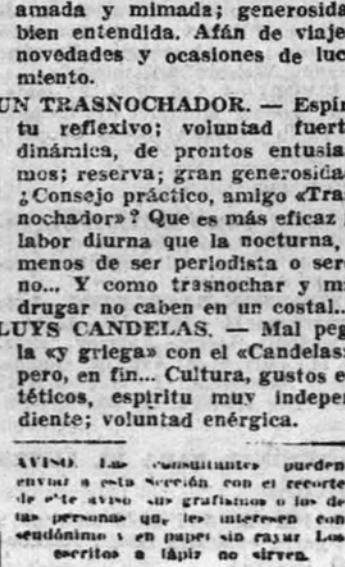 amada y mimada; generosida
bien entendida. Afán de viaje
novedades y ocasiones de luc
miento.
UN TRASNOCHADOR. — Espír
tu reflexivo; voluntad fuert
dinámica, de prontos entusia
mos; reserva; gran generosida
¿Consejo práctico, amigo «Tra
nochador»? Que es más eficaz
labor diurna que la nocturna,
menos de ser periodista o sere
no... Y como trasnochar y m
drugar no caben en un costal..
LUYS CANDELAS. — Mal peg
la «y griega» con el «Candelas
pero, en fin... Cultura, gustos e
téticos, espíritu muy indepen
diente; voluntad enérgica.
AVISO. Las consultantes pueden
enviar a esta Sección con el recorte
de este aviso sus grafismos o los de
las personas que les interesen con
seudónimo y en papel sin rayar Los
escritos a lápiz no sirven.